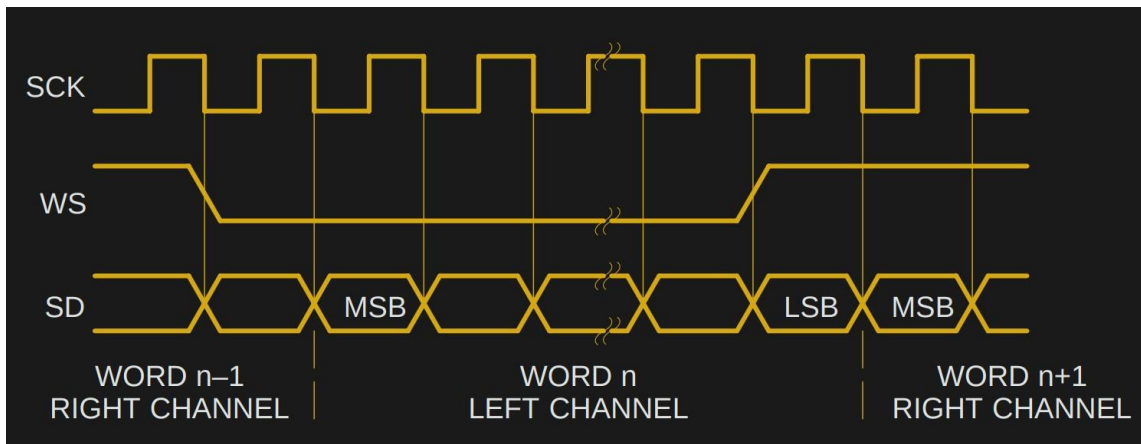 SCK
WS
SD
MSB
LSB
MSB
WORD n–1
RIGHT CHANNEL
WORD n
LEFT CHANNEL
WORD n+1
RIGHT CHANNEL